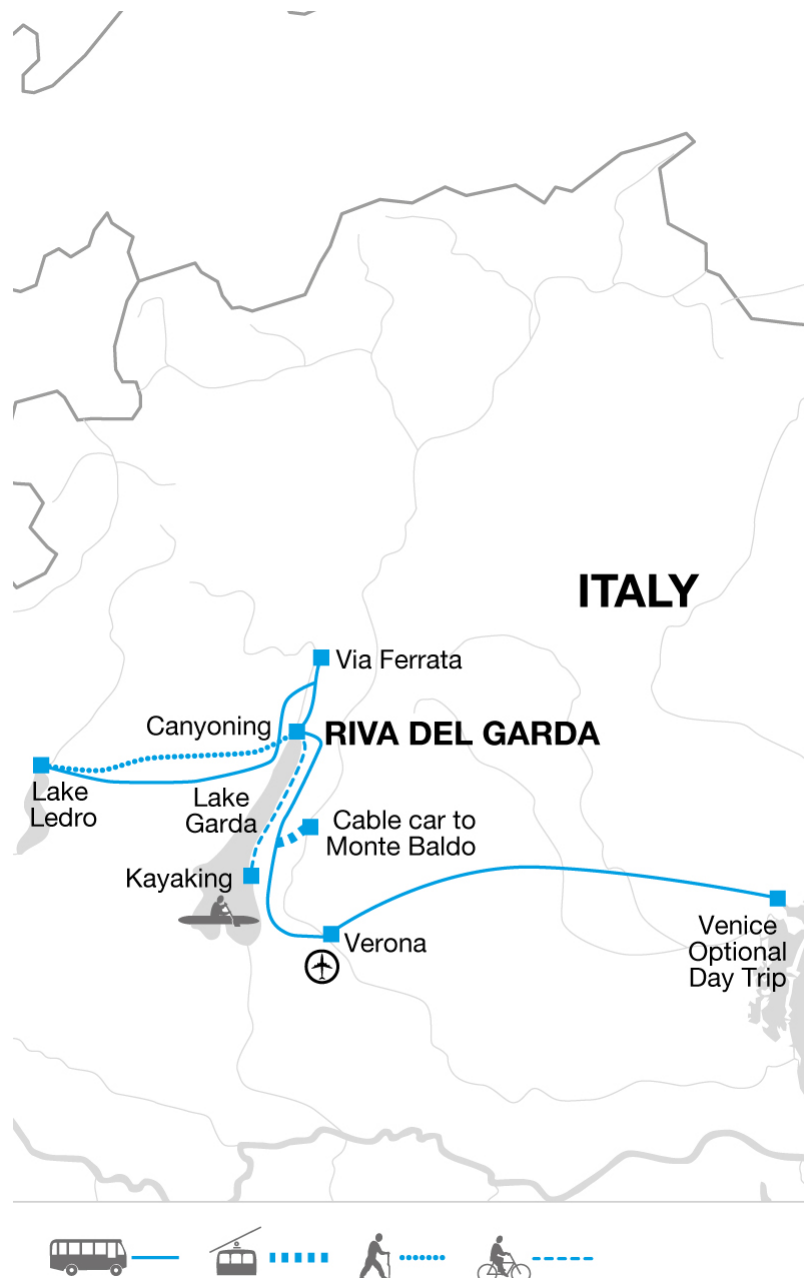 ITALY
Via Ferrata
Canyoning
RIVA DEL GARDA
Lake
Ledro
Lake
Garda
Cable car to
Monte Baldo
Kayaking
Verona
Venice
Optional
Day Trip